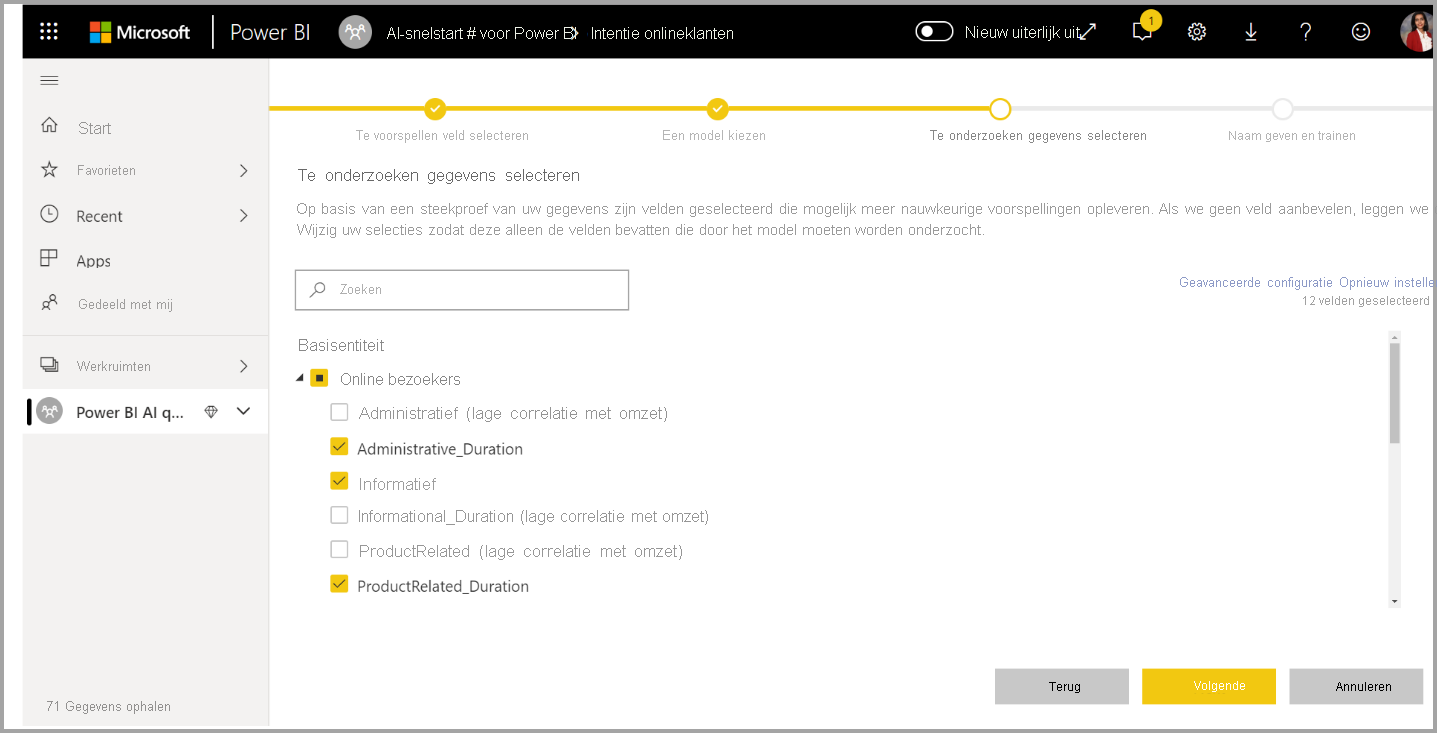 Microsoft Power BI AI-snelstart # voor Power BI > Intentie onlineklanten Nieuw uiterlijk uit 1
Te voorspellen veld selecteren Een model kiezen Te onderzoeken gegevens selecteren Naam geven en trainen
Start
Favorieten
Recent
Apps
Gedeeld met mij
Werkruimten
Power BI AI q...
71 Gegevens ophalen
Te onderzoeken gegevens selecteren
Op basis van een steekproef van uw gegevens zijn velden geselecteerd die mogelijk meer nauwkeurige voorspellingen opleveren. Als we geen veld aanbevelen, leggen we
Wijzig uw selecties zodat deze alleen de velden bevatten die door het model moeten worden onderzocht.
Zoeken
Geavanceerde configuratie Opnieuw instelle
12 velden geselecteerd
Basisentiteit
Online bezoekers
Administratief (lage correlatie met omzet)
Administrative_Duration
Informatief
Informational_Duration (lage correlatie met omzet)
ProductRelated (lage correlatie met omzet)
ProductRelated_Duration
Terug Volgende Annuleren